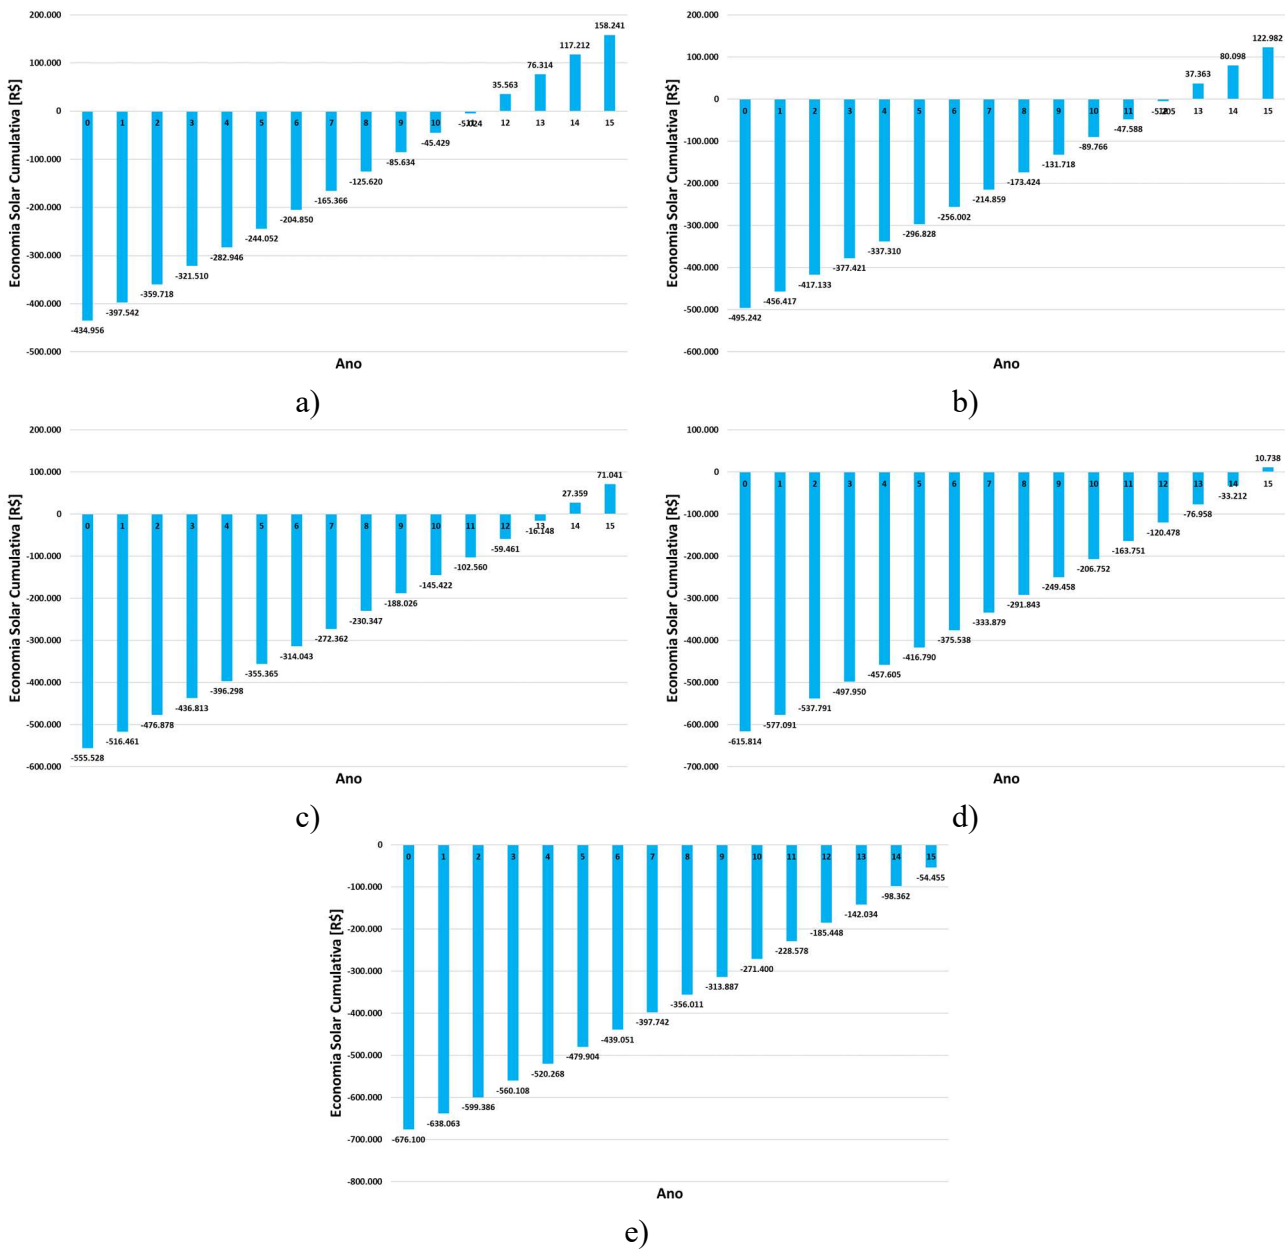 Economia Solar Cumulativa [R$]
200.000
100.000
0
-100.000
-200.000
-300.000
-400.000
-500.000
0 1 2 3 4 5 6 7 8 9 10 11 12 13 14 15
-434.956 -397.542 -359.718 -321.510 -282.946 -244.052 -204.850 -165.366 -125.620 -85.634 -45.429 35.563 76.314 117.212 158.241
Ano
a)
Economia Solar Cumulativa [R$]
200.000
100.000
0
-100.000
-200.000
-300.000
-400.000
-500.000
-600.000
0 1 2 3 4 5 6 7 8 9 10 11 12 13 14 15
-495.242 -456.417 -417.133 -377.421 -337.310 -296.828 -256.002 -214.859 -173.424 -131.718 -89.766 -47.588 37.363 80.098 122.982
Ano
b)
Economia Solar Cumulativa [R$]
200.000
100.000
0
-100.000
-200.000
-300.000
-400.000
-500.000
-600.000
0 1 2 3 4 5 6 7 8 9 10 11 12 13 14 15
-555.528 -516.461 -476.878 -436.813 -396.298 -355.365 -314.043 -272.362 -230.347 -188.026 -145.422 -102.560 -59.461 -16.148 27.359 71.041
Ano
c)
Economia Solar Cumulativa [R$]
100.000
0
-100.000
-200.000
-300.000
-400.000
-500.000
-600.000
-700.000
0 1 2 3 4 5 6 7 8 9 10 11 12 13 14 15
-615.814 -577.091 -537.791 -497.950 -457.605 -416.790 -375.538 -333.879 -291.843 -249.458 -206.752 -163.751 -120.478 -76.958 -33.212 10.738
Ano
d)
Economia Solar Cumulativa [R$]
0
-100.000
-200.000
-300.000
-400.000
-500.000
-600.000
-700.000
-800.000
0 1 2 3 4 5 6 7 8 9 10 11 12 13 14 15
-676.100 -638.063 -599.386 -560.108 -520.268 -479.904 -439.051 -397.742 -356.011 -313.887 -271.400 -228.578 -185.448 -142.034 -98.362 -54.455
Ano
e)